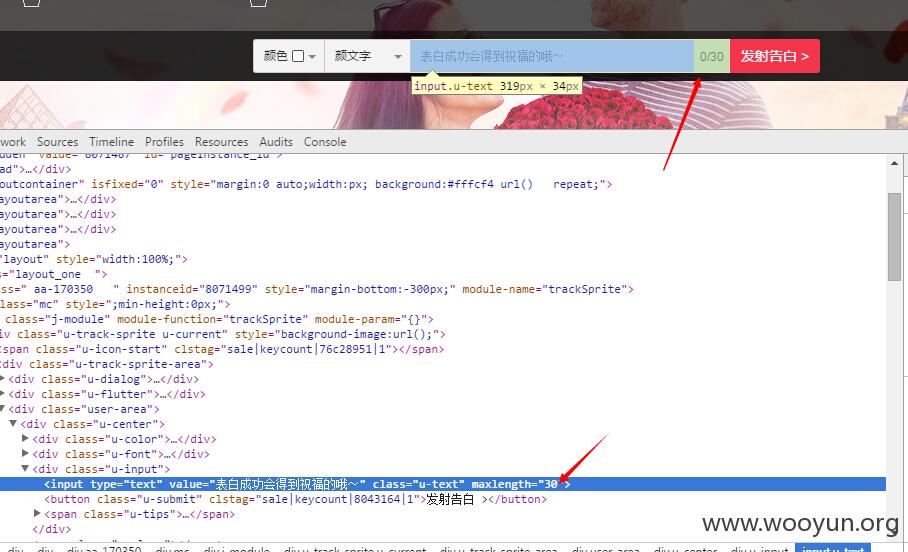 颜色
颜文字
表白成功会得到祝福的哦～
0/30
发射告白 >
input.u-text 319px × 34px
work Sources Timeline Profiles Resources Audits Console
dden" value="8071487" id="pageinstance_id">
ad">…</div>
outcontainer" isfixed="0" style="margin:0 auto;width:px; background:#fffcf4 url() repeat;">
ayoutarea">…</div>
ayoutarea">…</div>
ayoutarea">…</div>
ayoutarea">
"layout" style="width:100%;">
s="layout_one ">
ass=" aa-170350 " instanceid="8071499" style="margin-bottom:-300px;" module-name="trackSprite">
lass="mc" style=";min-height:0px;">
class="j-module" module-function="trackSprite" module-param="{}">
iv class="u-track-sprite u-current" style="background-image:url();">
<span class="u-icon-start" clstag="sale|keycount|76c28951|1"></span>
<div class="u-track-sprite-area">
<div class="u-dialog">…</div>
<div class="u-flutter">…</div>
<div class="user-area">
<div class="u-center">
<div class="u-color">…</div>
<div class="u-font">…</div>
<div class="u-input">
<input type="text" value="表白成功会得到祝福的哦～" class="u-text" maxlength="30">
<button class="u-submit" clstag="sale|keycount|8043164|1">发射告白 ></button>
<span class="u-tips">…</span>
</div>
www.wooyun.org
div div div.aa-170350 div.mc div.j-module div.u-track-sprite.u-current div.u-track-sprite-area div.user-area div.u-center div.u-input input.u-text